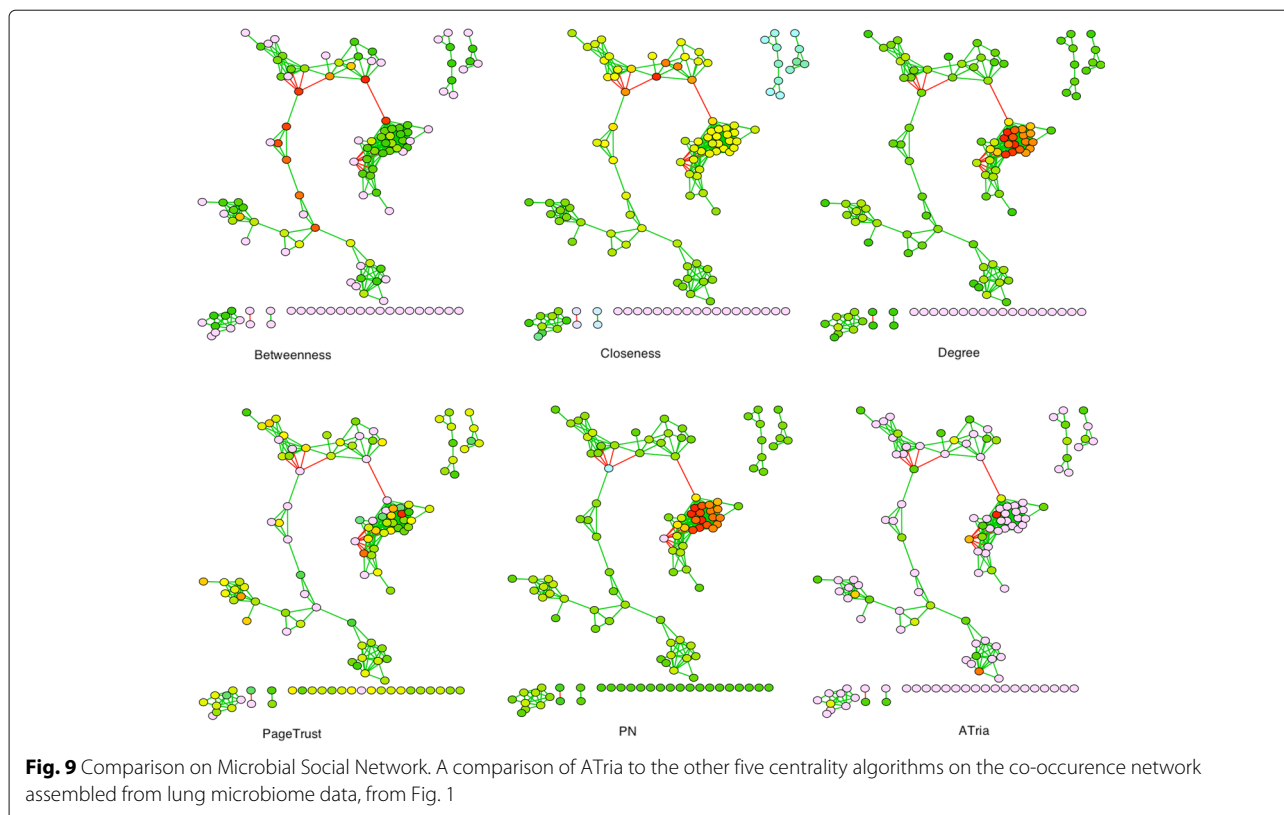 Betweenness
Closeness
Degree
PageTrust
PN
ATria
Fig. 9 Comparison on Microbial Social Network. A comparison of ATria to the other five centrality algorithms on the co-occurence network
assembled from lung microbiome data, from Fig. 1